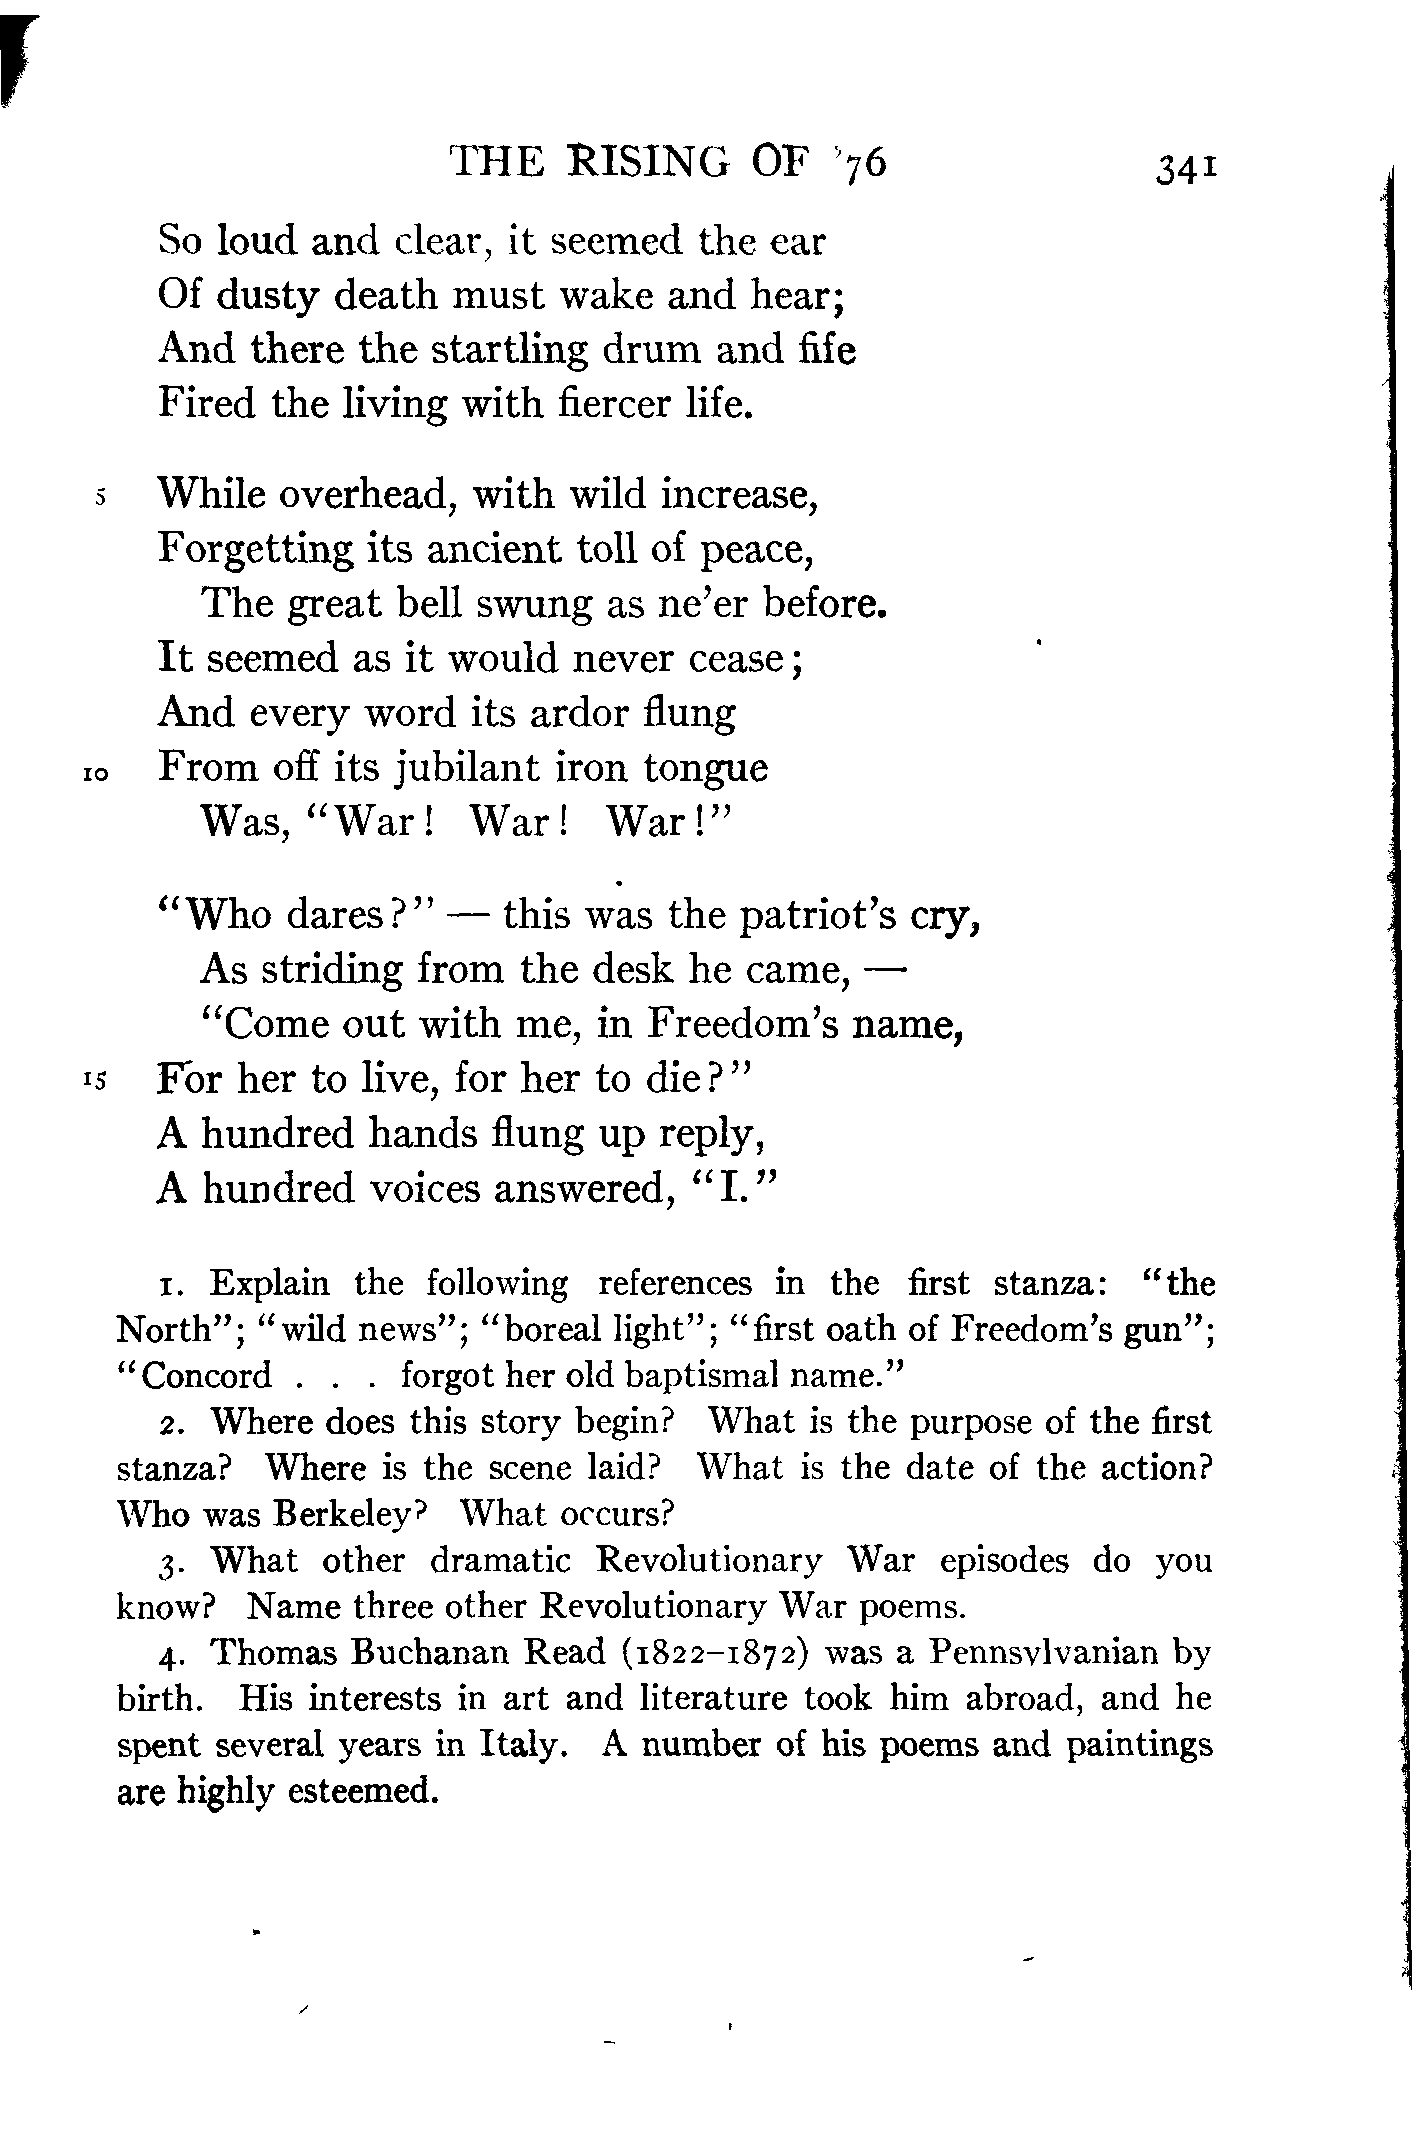 THE RISING OF '76 341
So loud and clear, it seemed the ear
Of dusty death must wake and hear;
And there the startling drum and fife
Fired the living with fiercer life.
5 While overhead, with wild increase,
Forgetting its ancient toll of peace,
The great bell swung as ne'er before.
It seemed as it would never cease;
And every word its ardor flung
10 From off its jubilant iron tongue
Was, "War! War! War!"
"Who dares?" — this was the patriot's cry,
As striding from the desk he came, —
"Come out with me, in Freedom's name,
15 For her to live, for her to die?"
A hundred hands flung up reply,
A hundred voices answered, "I."
1. Explain the following references in the first stanza: "the
North"; "wild news"; "boreal light"; "first oath of Freedom's gun";
"Concord . . . forgot her old baptismal name."
2. Where does this story begin? What is the purpose of the first
stanza? Where is the scene laid? What is the date of the action?
Who was Berkeley? What occurs?
3. What other dramatic Revolutionary War episodes do you
know? Name three other Revolutionary War poems.
4. Thomas Buchanan Read (1822–1872) was a Pennsylvanian by
birth. His interests in art and literature took him abroad, and he
spent several years in Italy. A number of his poems and paintings
are highly esteemed.